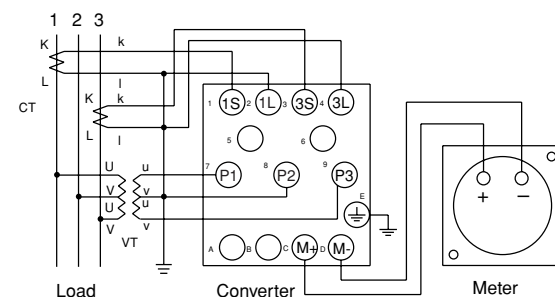 1 2 3
K k
L l
CT
K k
L l
1 1S 2 1L 3 3S 4 3L
5 6
7 P1 8 P2 9 P3
U u
V v
U u
V v
VT
E
A B C M+ D M-
+ −
Load Converter Meter